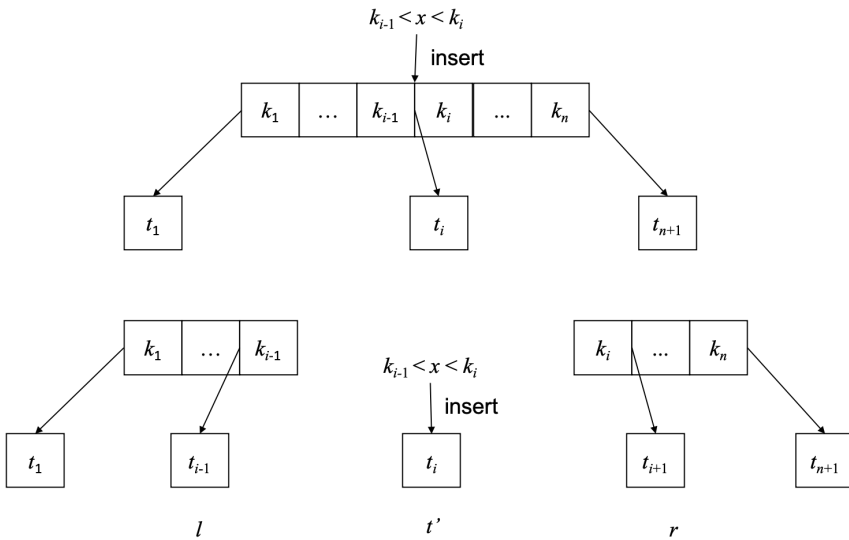 k_{i-1} < x < k_i
insert
k_1 … k_{i-1} k_i ... k_n
t_1 t_i t_{n+1}
k_1 … k_{i-1} k_i ... k_n
k_{i-1} < x < k_i
insert
t_1 t_{i-1} t_i t_{i+1} t_{n+1}
l t’ r